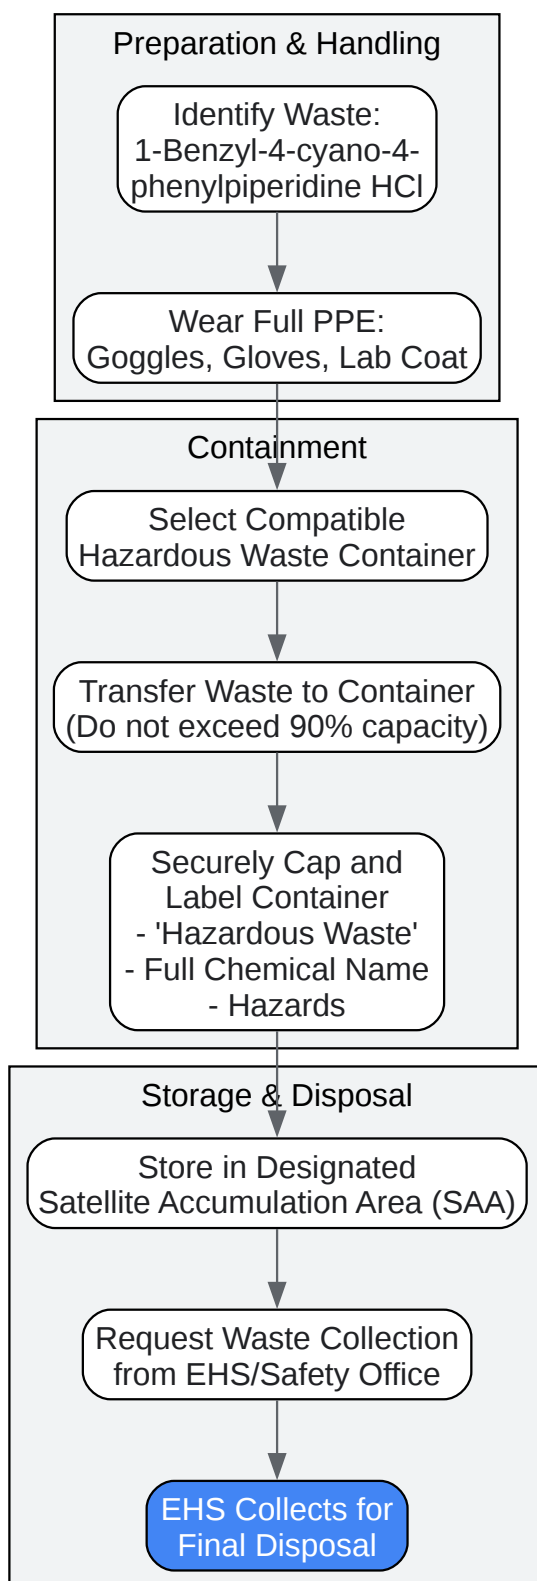 Preparation & Handling
Identify Waste:
1-Benzyl-4-cyano-4-
phenylpiperidine HCl
Wear Full PPE:
Goggles, Gloves, Lab Coat
Containment
Select Compatible
Hazardous Waste Container
Transfer Waste to Container
(Do not exceed 90% capacity)
Securely Cap and
Label Container
- 'Hazardous Waste'
- Full Chemical Name
- Hazards
Storage & Disposal
Store in Designated
Satellite Accumulation Area (SAA)
Request Waste Collection
from EHS/Safety Office
EHS Collects for
Final Disposal